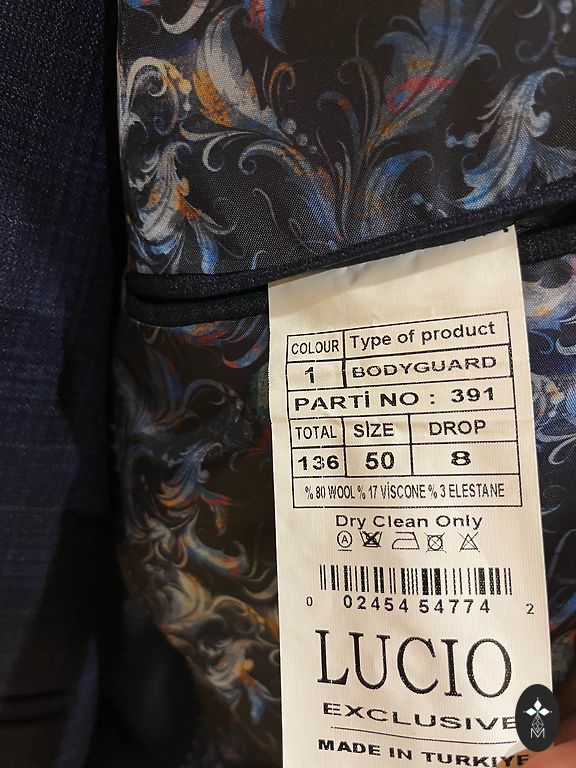 COLOUR Type of product
1 BODYGUARD
PARTİ NO : 391
TOTAL SİZE DROP
136 50 8
% 80 WOOL % 17 VİSCONE % 3 ELESTANE
Dry Clean Only
A
0 02454 54774 2
LUCIO
EXCLUSIVE
MADE IN TURKIYE
M